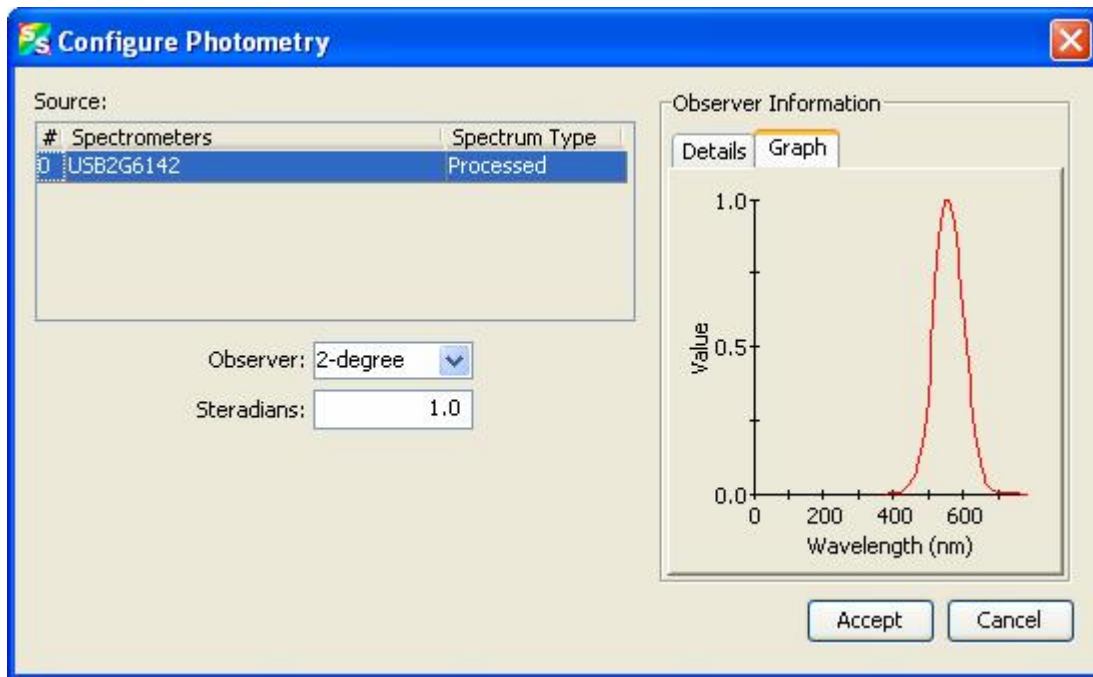 SS Configure Photometry
Source:
# Spectrometers Spectrum Type
0 USB2G6142 Processed
Observer: 2-degree
Steradians: 1.0
Observer Information
Details Graph
1.0
0.5
0.0
Value
0 200 400 600
Wavelength (nm)
Accept Cancel